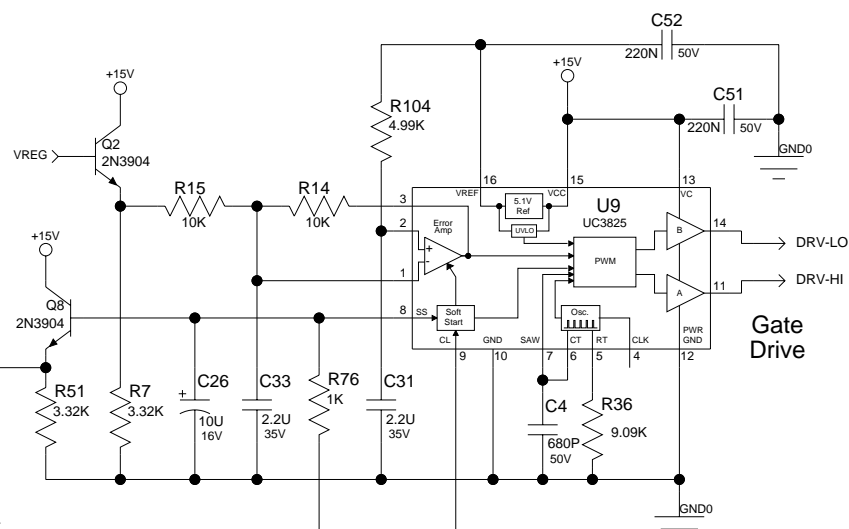 C52
220N 50V
+15V
+15V
C51
220N 50V
R104
4.99K
Q2
2N3904
VREG
GND0
R15
10K
R14
10K
16 15 13
VREF VCC VC
3
2
1
5.1V
Ref
UVLO
U9
UC3825
Error
Amp
+
-
PWM
B
A
14
11
DRV-LO
DRV-HI
+15V
Q8
2N3904
8 SS
Soft
Start
Osc.
CL GND SAW CT RT CLK PWR
GND
9 10 7 6 5 4 12
Gate
Drive
R51
3.32K
R7
3.32K
+
C26
10U
16V
C33
2.2U
35V
R76
1K
C31
2.2U
35V
C4
680P
50V
R36
9.09K
GND0